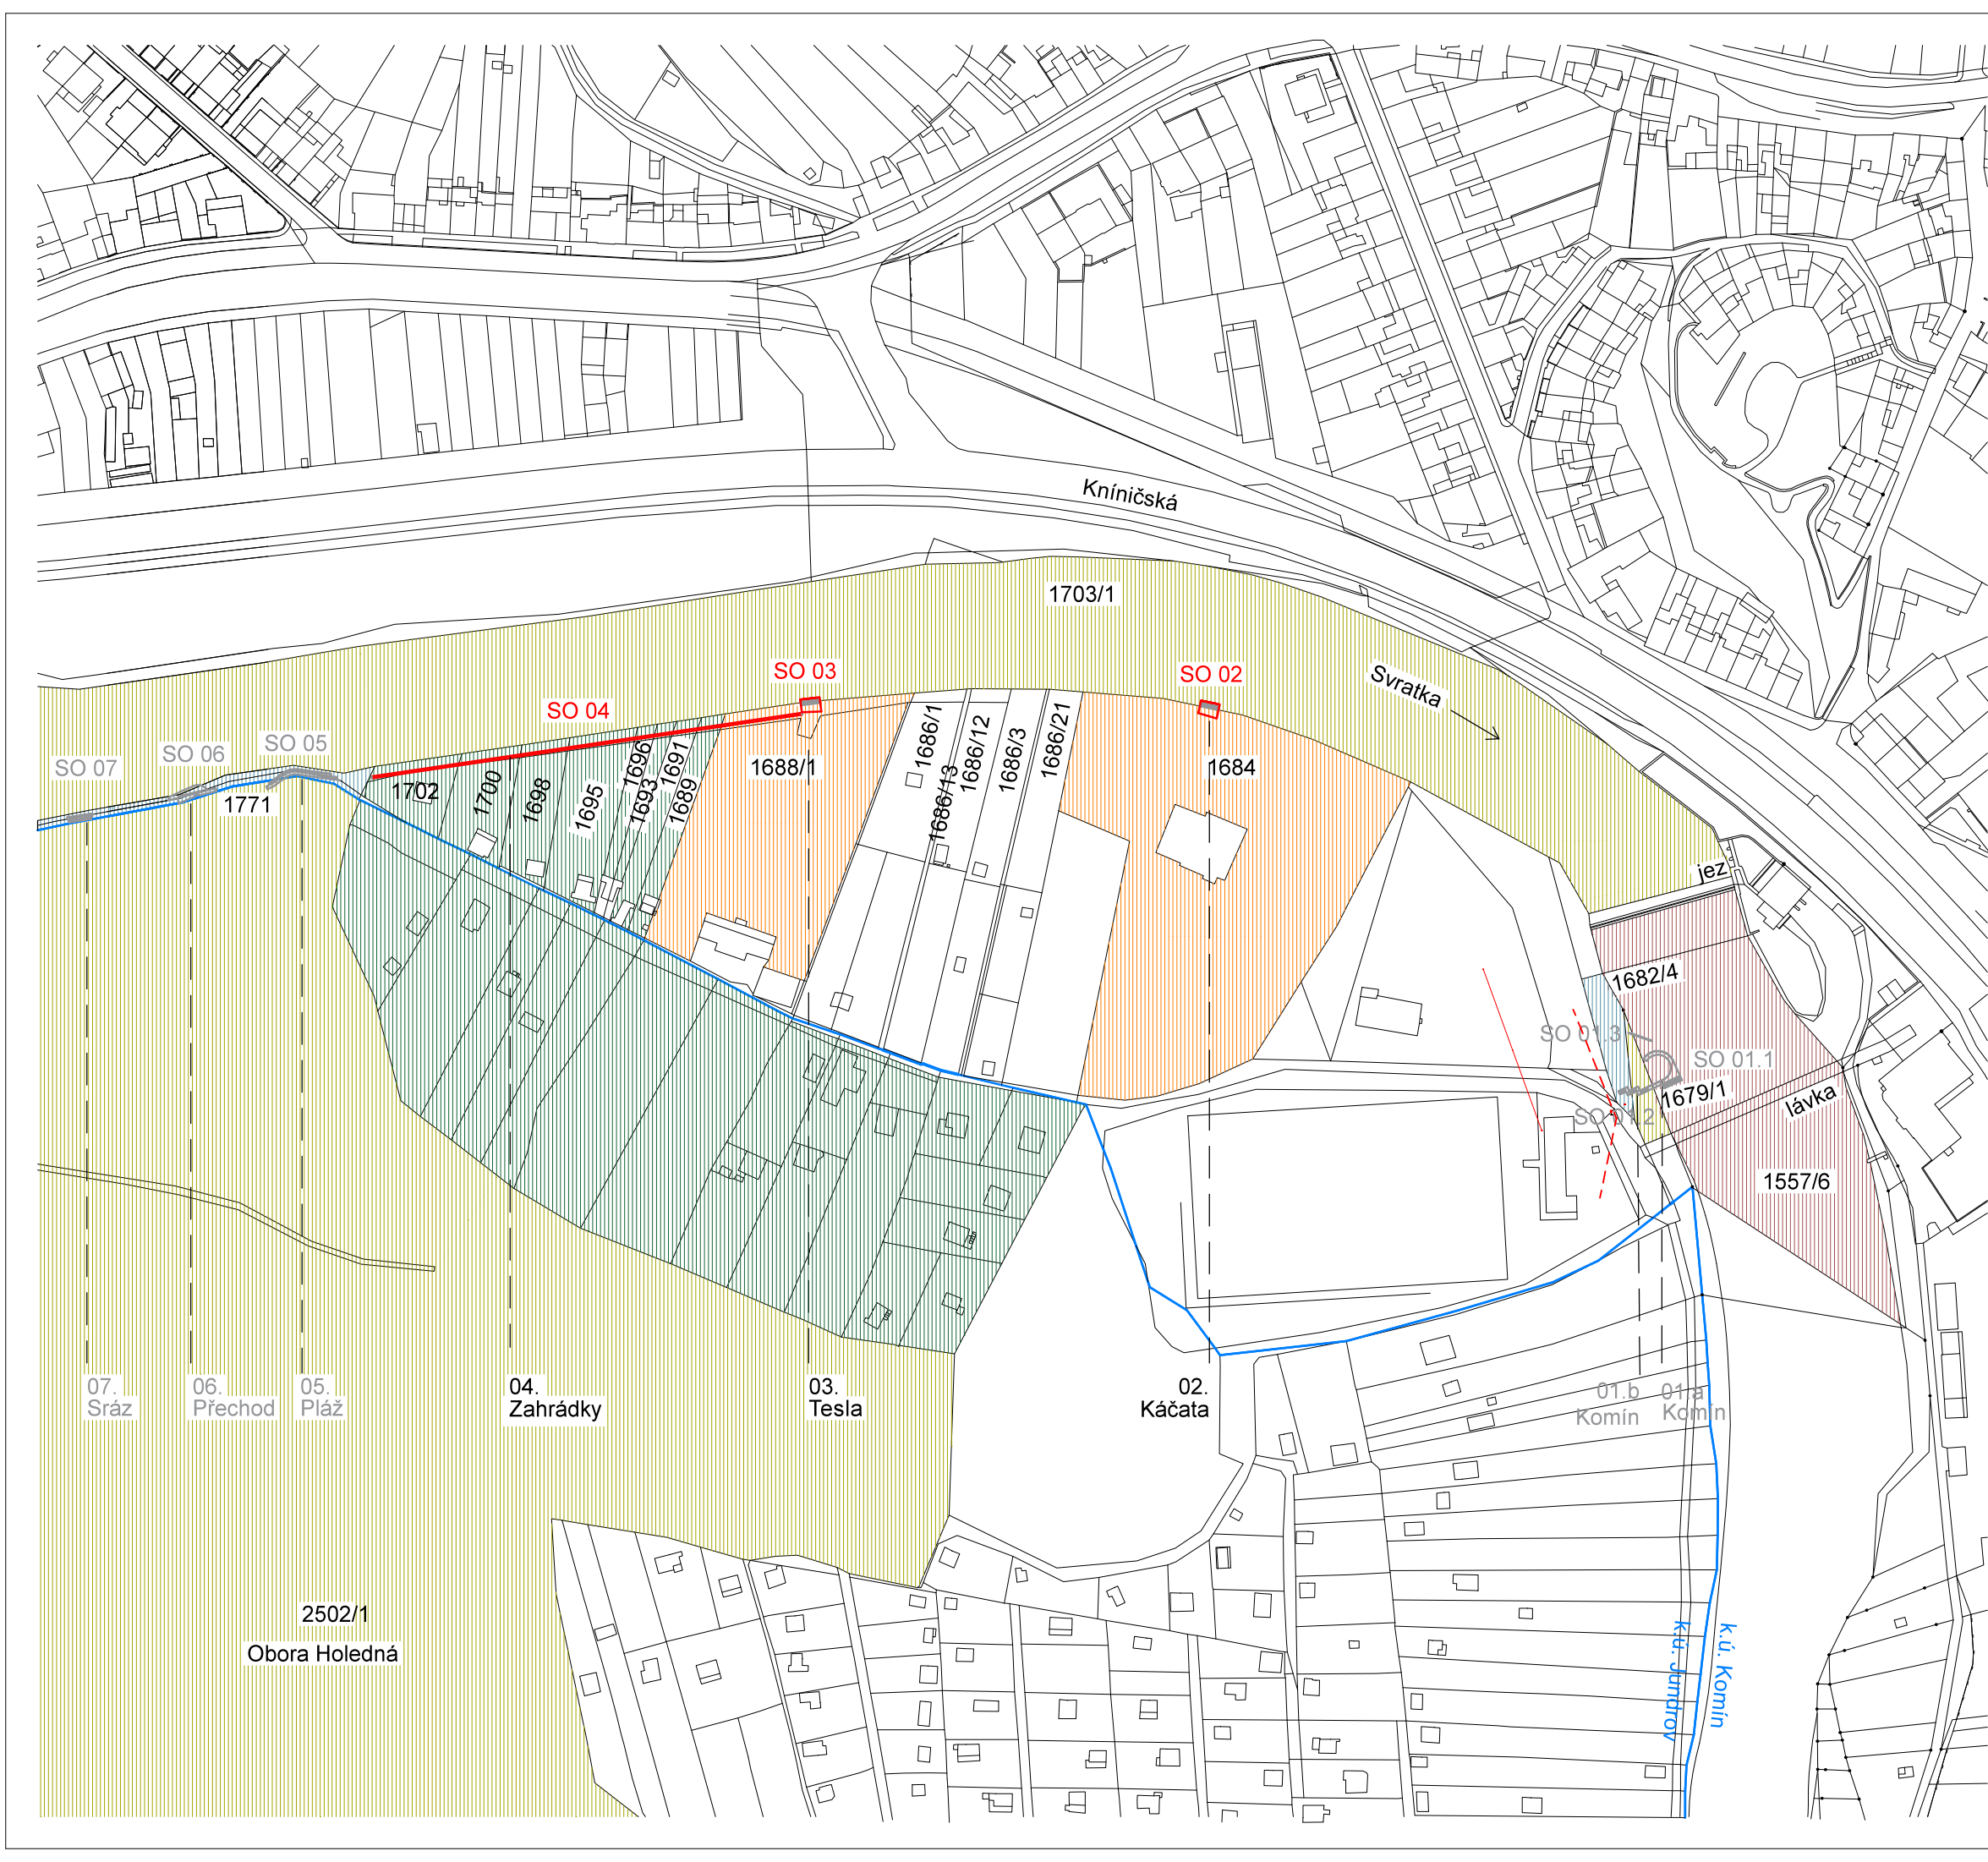 Kníničská
1703/1
SO 03
SO 02
Svratka
SO 04
SO 05
SO 06
SO 07
1686/1
1686/12
1686/3
1686/21
1686/13
1696
1691
1688/1
1684
1702
1700
1698
1695
1693
1689
1771
jez
1682/4
SO 01.3
SO 01.1
1679/1
lávka
SO 01.2
1557/6
07.
Sráz
06.
Přechod
05.
Pláž
04.
Zahrádky
03.
Tesla
02.
Káčata
01.b
Komín
01.a
Komín
2502/1
Obora Holedná
k.ú. Jundrov
k.ú. Komín